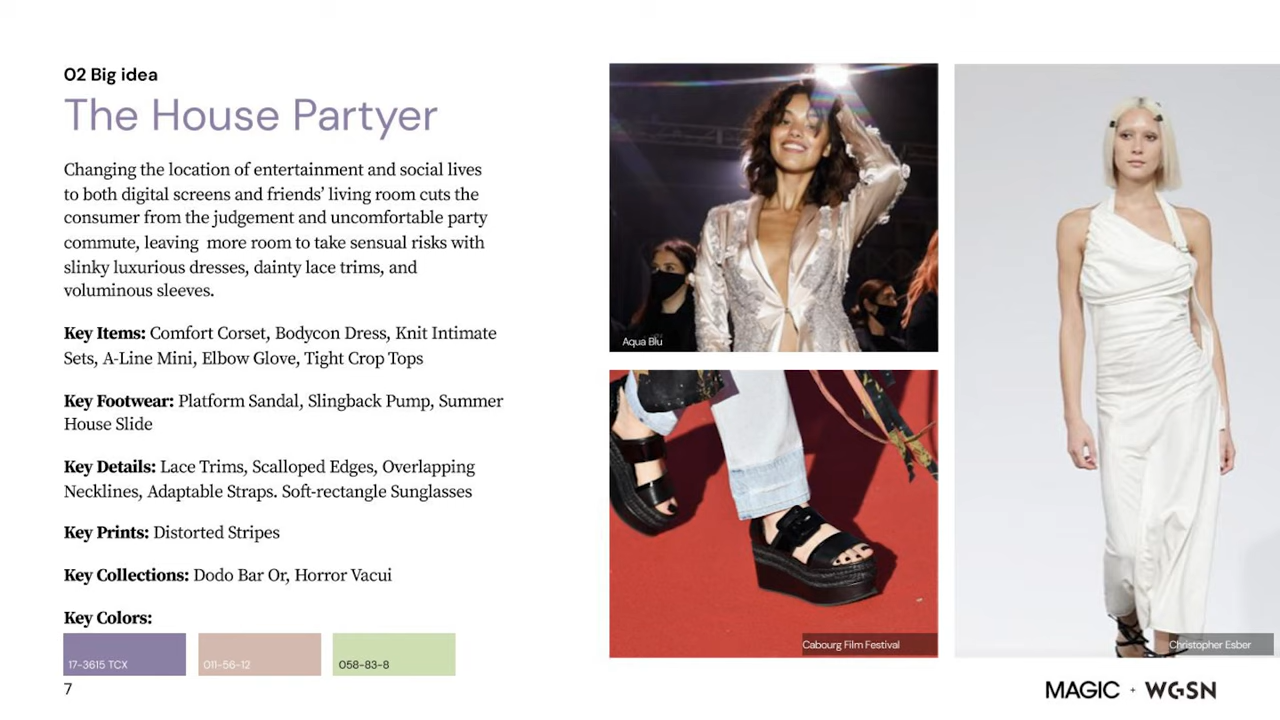 02 Big idea
The House Partyer
Changing the location of entertainment and social lives
to both digital screens and friends’ living room cuts the
consumer from the judgement and uncomfortable party
commute, leaving  more room to take sensual risks with
slinky luxurious dresses, dainty lace trims, and
voluminous sleeves.
Key Items: Comfort Corset, Bodycon Dress, Knit Intimate
Sets, A-Line Mini, Elbow Glove, Tight Crop Tops
Key Footwear: Platform Sandal, Slingback Pump, Summer
House Slide
Key Details: Lace Trims, Scalloped Edges, Overlapping
Necklines, Adaptable Straps. Soft-rectangle Sunglasses
Key Prints: Distorted Stripes
Key Collections: Dodo Bar Or, Horror Vacui
Key Colors:
17-3615 TCX
011-56-12
058-83-8
7
Aqua Blu
Cabourg Film Festival
Christopher Esber
MAGIC + WGSN